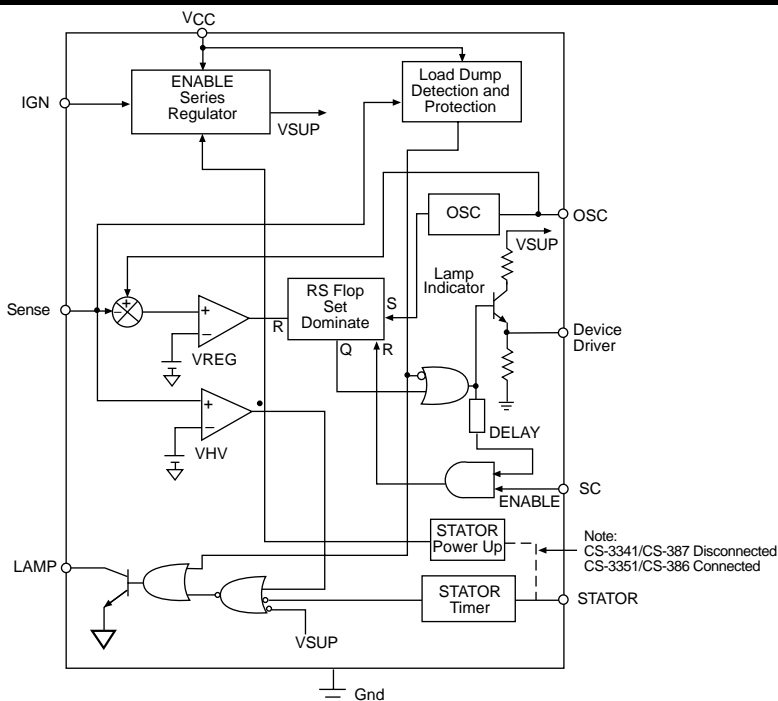 VCC
ENABLE
Series
Regulator
Load Dump
Detection and
Protection
IGN
VSUP
OSC
OSC
VSUP
Lamp
Indicator
+
−
Sense
RS Flop
Set
Dominate
S
R
Q
R
+
−
VREG
Device
Driver
+
−
VHV
DELAY
ENABLE
SC
STATOR
Power Up
Note:
CS-3341/CS-387 Disconnected
CS-3351/CS-386 Connected
LAMP
STATOR
Timer
STATOR
VSUP
Gnd